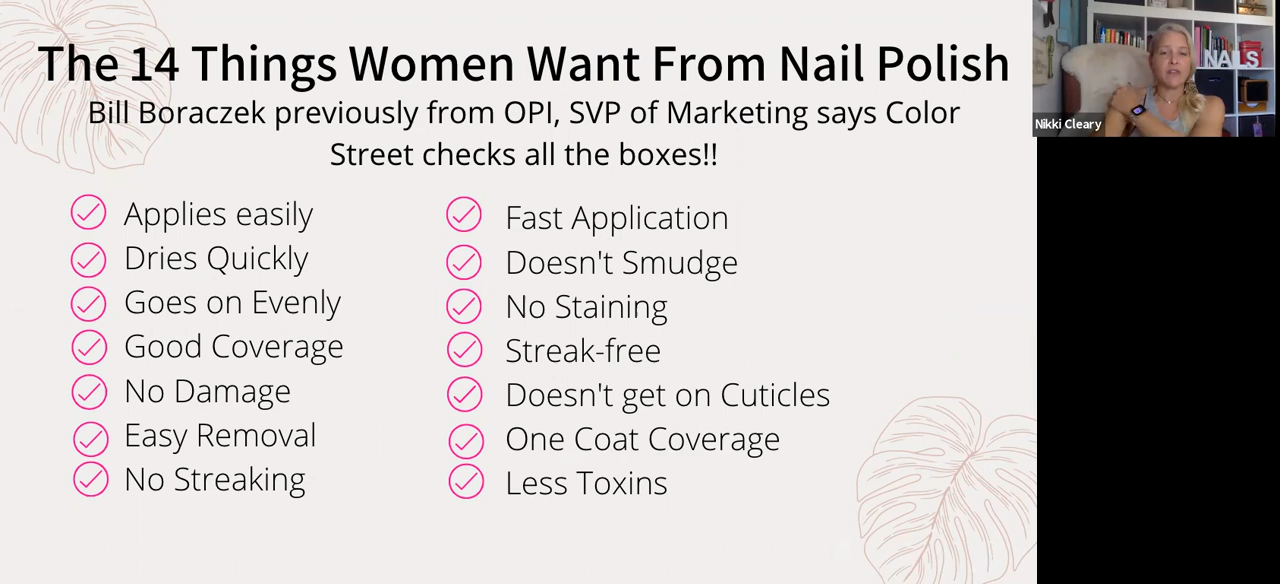 The 14 Things Women Want From Nail Polish
Bill Boraczek previously from OPI, SVP of Marketing says Color
Street checks all the boxes!!
Applies easily
Dries Quickly
Goes on Evenly
Good Coverage
No Damage
Easy Removal
No Streaking
Fast Application
Doesn't Smudge
No Staining
Streak-free
Doesn't get on Cuticles
One Coat Coverage
Less Toxins
NAILS
Nikki Cleary